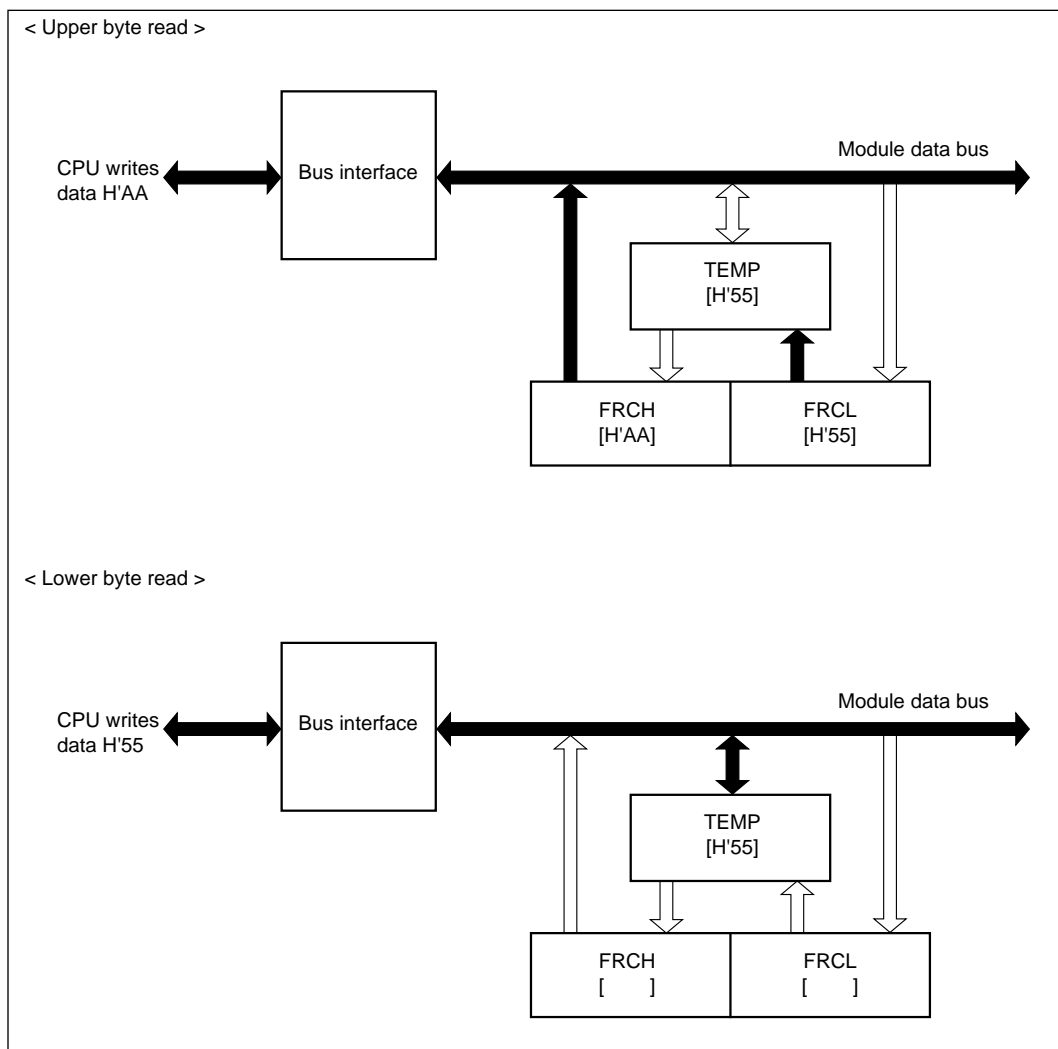 < Upper byte read >
Module data bus
CPU writes
data H'AA
Bus interface
TEMP
[H'55]
FRCH
[H'AA]
FRCL
[H'55]
< Lower byte read >
Module data bus
CPU writes
data H'55
Bus interface
TEMP
[H'55]
FRCH
[ ]
FRCL
[ ]